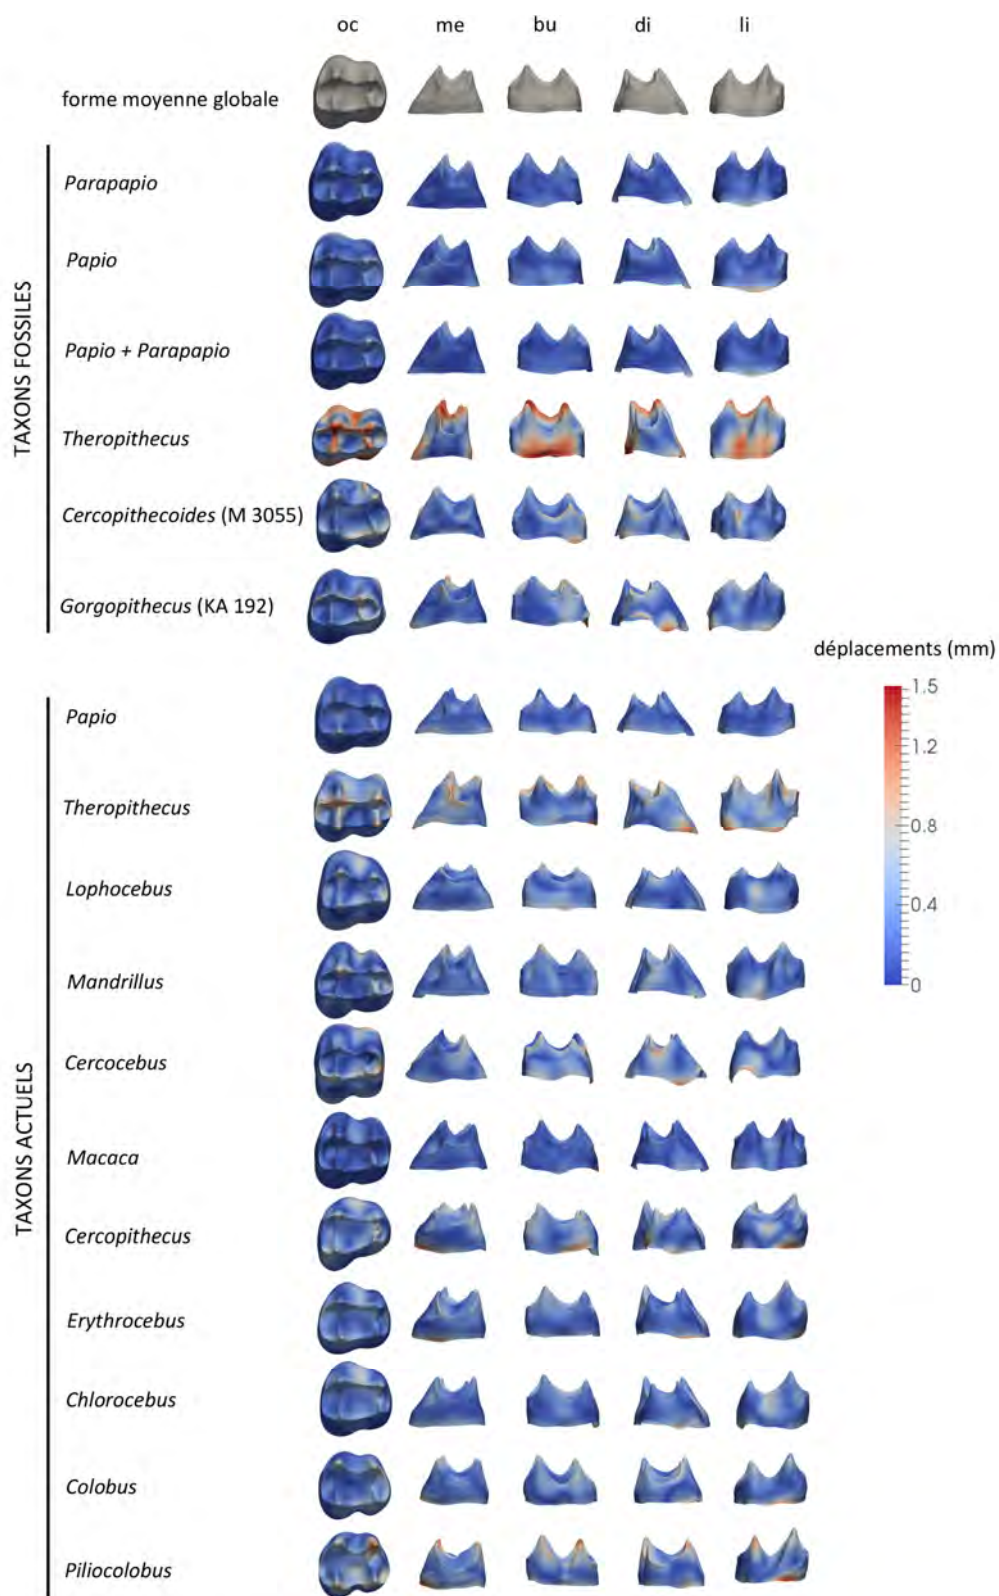 oc me bu di li
forme moyenne globale
TAXONS FOSSILES
Parapapio
Papio
Papio + Parapapio
Theropithecus
Cercopithecoides (M 3055)
Gorgopithecus (KA 192)
déplacements (mm)
1.5
1.2
0.8
0.4
0
TAXONS ACTUELS
Papio
Theropithecus
Lophocebus
Mandrillus
Cercocebus
Macaca
Cercopithecus
Erythrocebus
Chlorocebus
Colobus
Piliocolobus